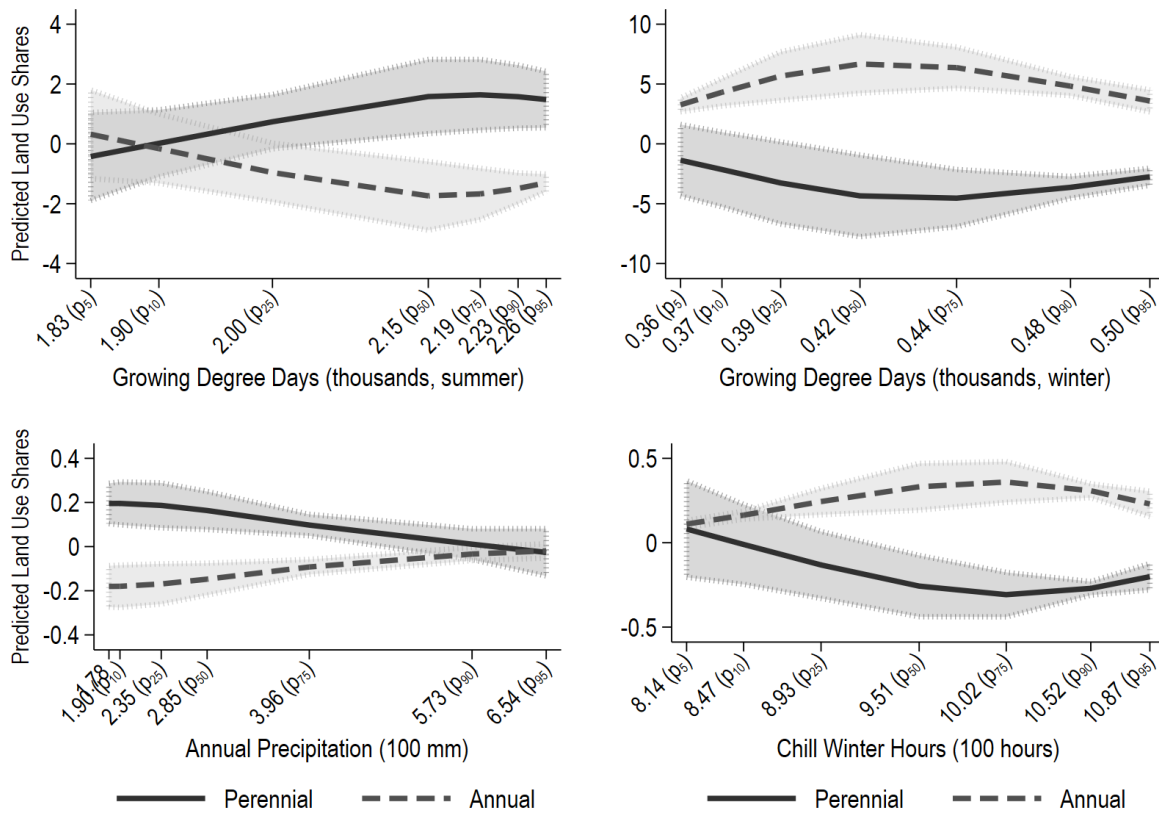 Predicted Land Use Shares
4
2
0
-2
-4
1.83 (p5)
1.90 (p10)
2.00 (p25)
2.15 (p50)
2.19 (p75)
2.23 (p90)
2.26 (p95)
Growing Degree Days (thousands, summer)
10
5
0
-5
-10
0.36 (p5)
0.37 (p10)
0.39 (p25)
0.42 (p50)
0.44 (p75)
0.48 (p90)
0.50 (p95)
Growing Degree Days (thousands, winter)
Predicted Land Use Shares
0.4
0.2
0
-0.2
-0.4
1.78
1.90 (p10)
2.35 (p25)
2.85 (p50)
3.96 (p75)
5.73 (p90)
6.54 (p95)
Annual Precipitation (100 mm)
0.5
0
-0.5
8.14 (p5)
8.47 (p10)
8.93 (p25)
9.51 (p50)
10.02 (p75)
10.52 (p90)
10.87 (p95)
Chill Winter Hours (100 hours)
Perennial Annual
Perennial Annual